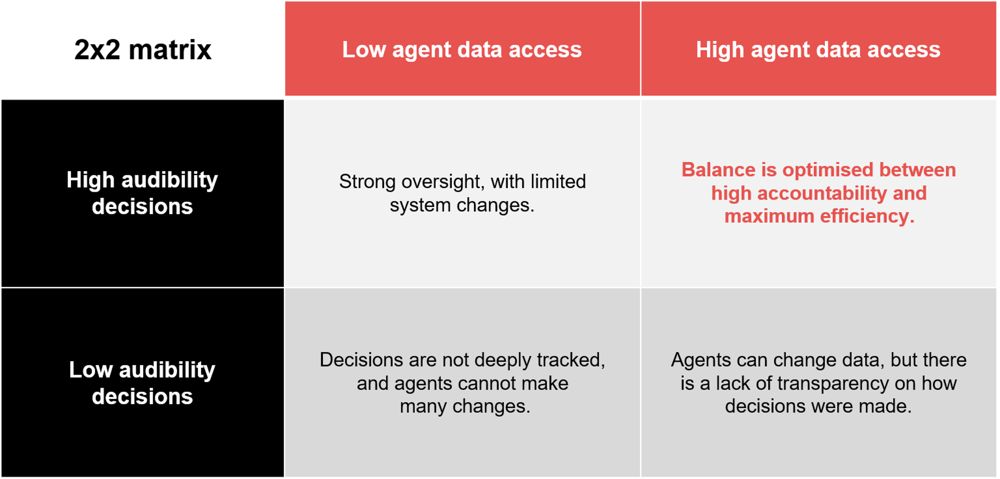 2x2 matrix
Low agent data access
High agent data access
High audibility
decisions
Strong oversight, with limited
system changes.
Balance is optimised between
high accountability and
maximum efficiency.
Low audibility
decisions
Decisions are not deeply tracked,
and agents cannot make
many changes.
Agents can change data, but there
is a lack of transparency on how
decisions were made.